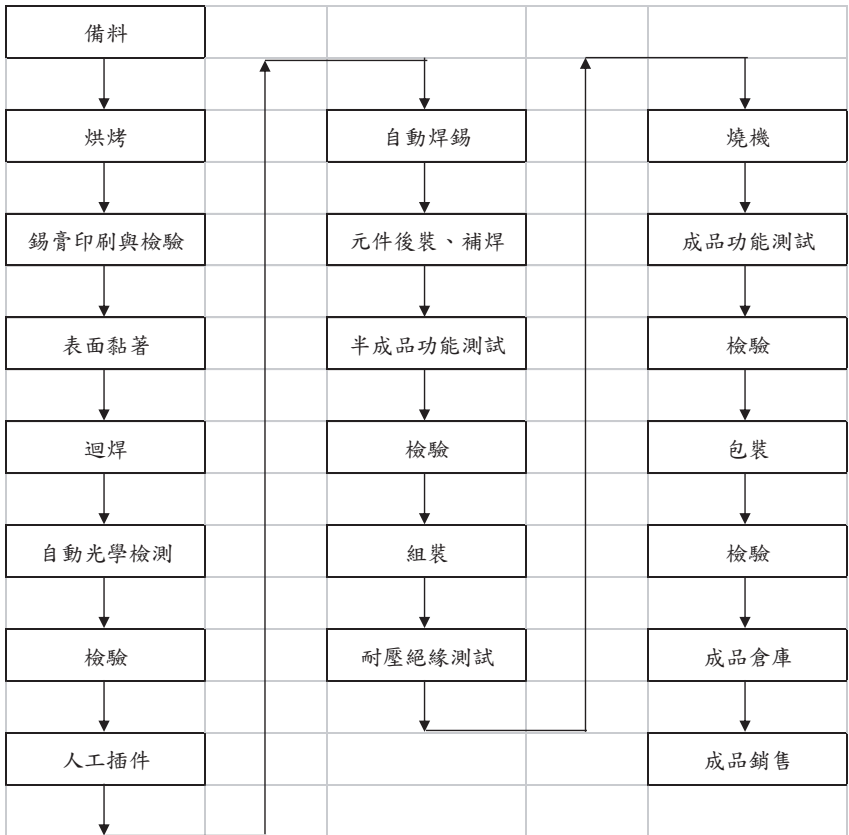 備料
烘烤
錫膏印刷與檢驗
表面黏著
迴焊
自動光學檢測
檢驗
人工插件
自動焊錫
元件後裝、補焊
半成品功能測試
檢驗
組裝
耐壓絕緣測試
燒機
成品功能測試
檢驗
包裝
檢驗
成品倉庫
成品銷售